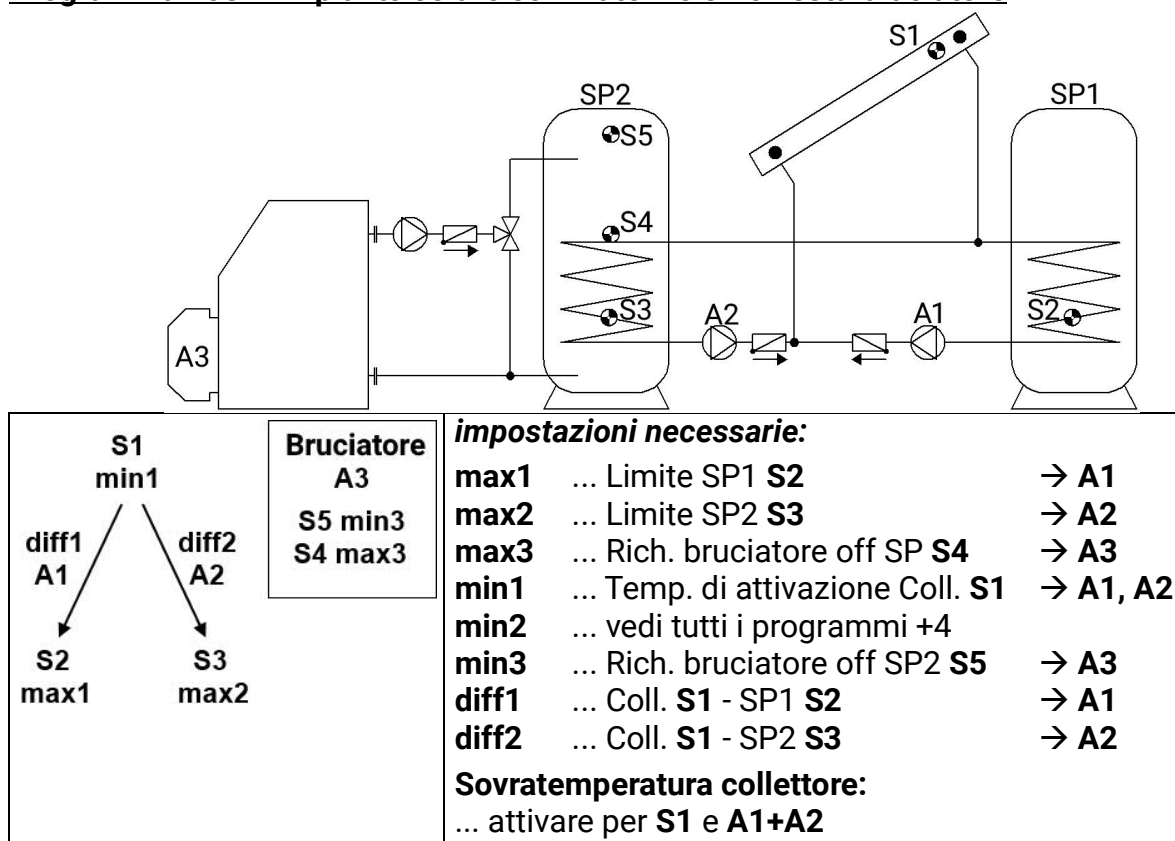 S1
SP2
SP1
S5
S4
S3
A2
A1
S2
A3
S1
min1
diff1
A1
diff2
A2
S2
max1
S3
max2
Bruciatore
A3
S5 min3
S4 max3
impostazioni necessarie:
max1 ... Limite SP1 S2 → A1
max2 ... Limite SP2 S3 → A2
max3 ... Rich. bruciatore off SP S4 → A3
min1 ... Temp. di attivazione Coll. S1 → A1, A2
min2 ... vedi tutti i programmi +4
min3 ... Rich. bruciatore off SP2 S5 → A3
diff1 ... Coll. S1 - SP1 S2 → A1
diff2 ... Coll. S1 - SP2 S3 → A2
Sovratemperatura collettore:
... attivare per S1 e A1+A2